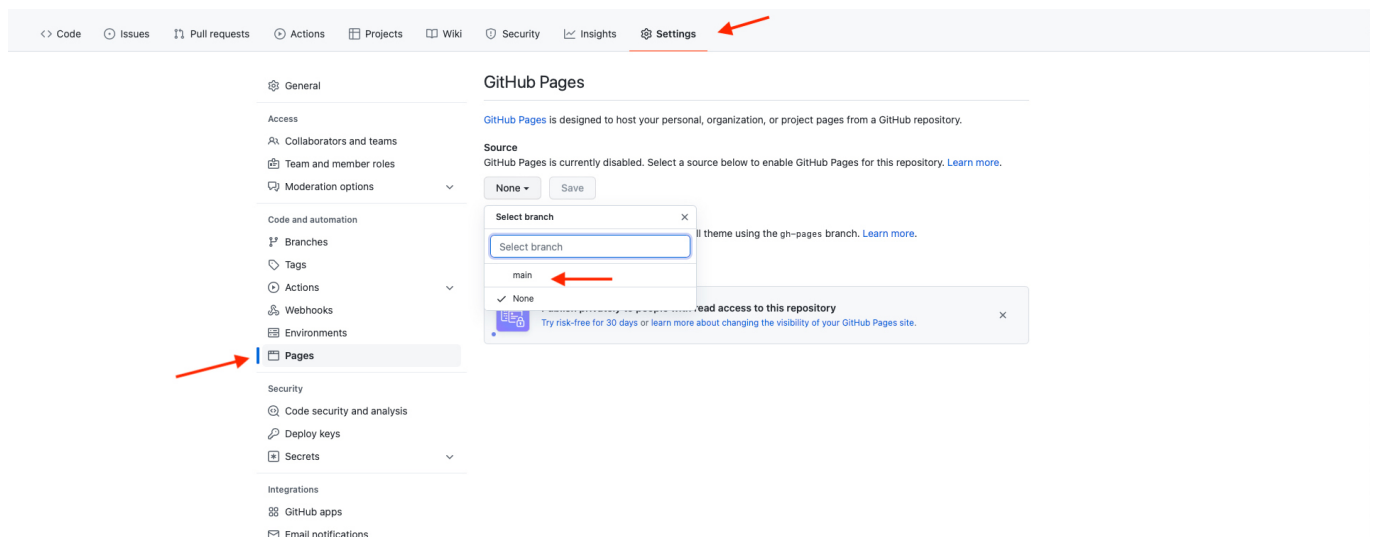 Code Issues Pull requests Actions Projects Wiki Security Insights Settings
General
Access
Collaborators and teams
Team and member roles
Moderation options
Code and automation
Branches
Tags
Actions
Webhooks
Environments
Pages
Security
Code security and analysis
Deploy keys
Secrets
Integrations
GitHub apps
Email notifications
GitHub Pages
GitHub Pages is designed to host your personal, organization, or project pages from a GitHub repository.
Source
GitHub Pages is currently disabled. Select a source below to enable GitHub Pages for this repository. Learn more.
None Save
Select branch
theme using the gh-pages branch. Learn more.
Select branch
main
None
read access to this repository
Try risk-free for 30 days or learn more about changing the visibility of your GitHub Pages site.